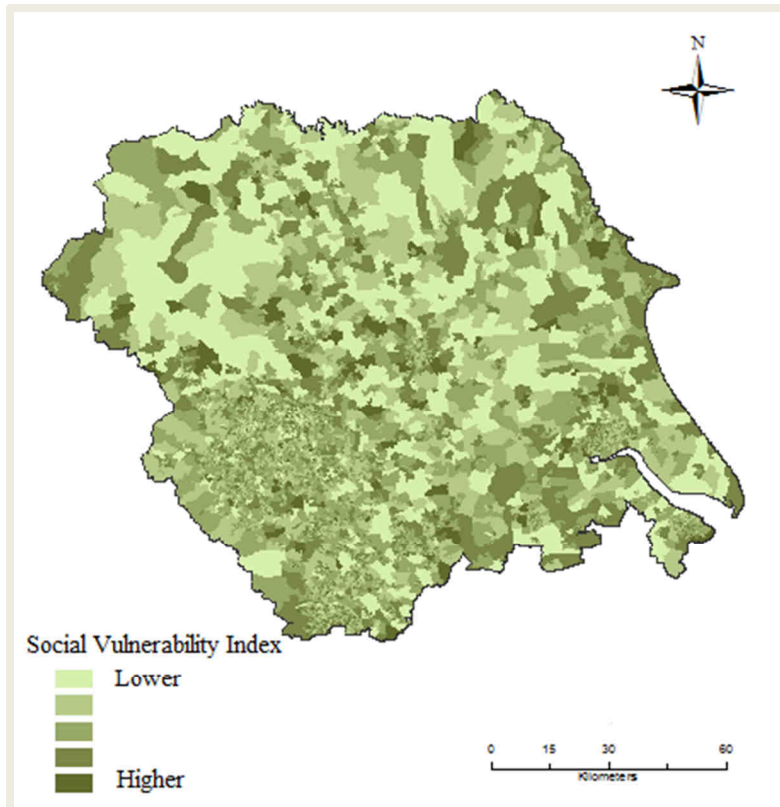 N
Social Vulnerability Index
Lower
Higher
0 15 30 60
Kilometers